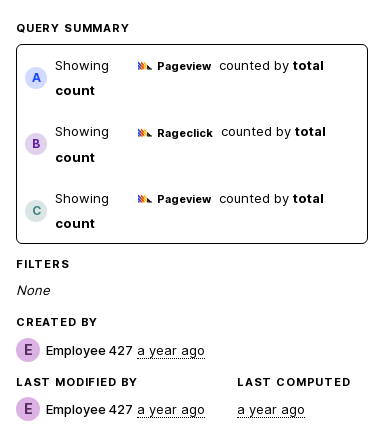 QUERY SUMMARY
A Showing Pageview counted by total
count
B Showing Rageclick counted by total
count
C Showing Pageview counted by total
count
FILTERS
None
CREATED BY
E Employee 427 a year ago
LAST MODIFIED BY LAST COMPUTED
E Employee 427 a year ago a year ago